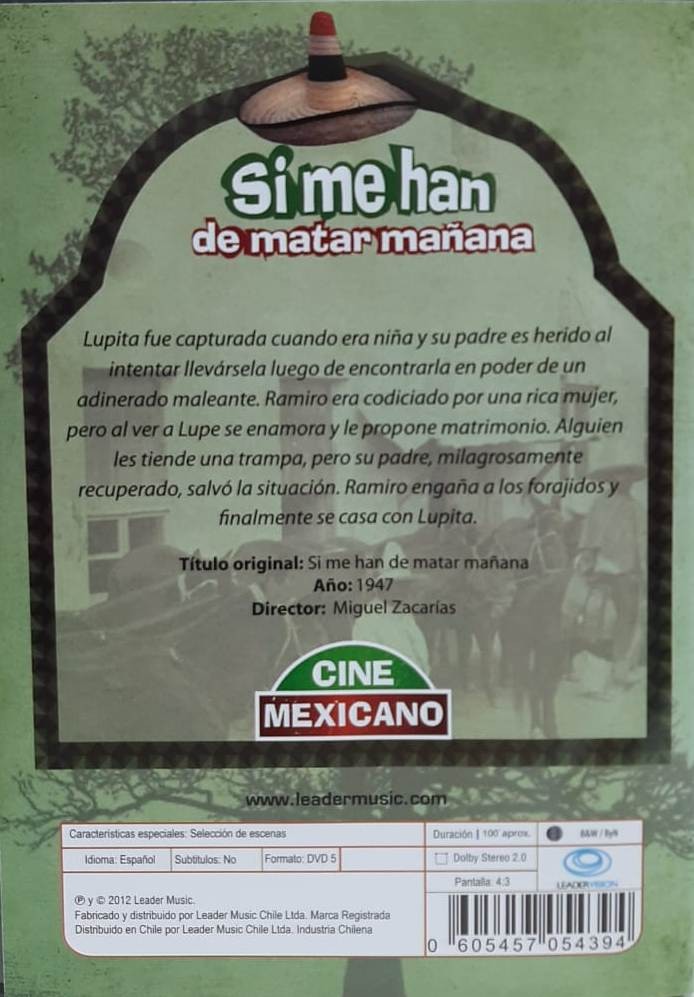 Si me han
de matar mañana
Lupita fue capturada cuando era niña y su padre es herido al
intentar llevársela luego de encontrarla en poder de un
adinerado maleante. Ramiro era codiciado por una rica mujer,
pero al ver a Lupe se enamora y le propone matrimonio. Alguien
les tiende una trampa, pero su padre, milagrosamente
recuperado, salvó la situación. Ramiro engaña a los forajidos y
finalmente se casa con Lupita.
Título original: Si me han de matar mañana
Año: 1947
Director: Miguel Zacarías
CINE
MEXICANO
www.leadermusic.com
Características especiales: Selección de escenas
Duración | 100' aprox.
B&W / ByN
Idioma: Español
Subtitulos: No
Formato: DVD 5
Dolby Stereo 2.0
Pantalla: 4:3
LEADERVISION
℗ y © 2012 Leader Music.
Fabricado y distribuido por Leader Music Chile Ltda. Marca Registrada
Distribuido en Chile por Leader Music Chile Ltda. Industria Chilena
0 605457 054394